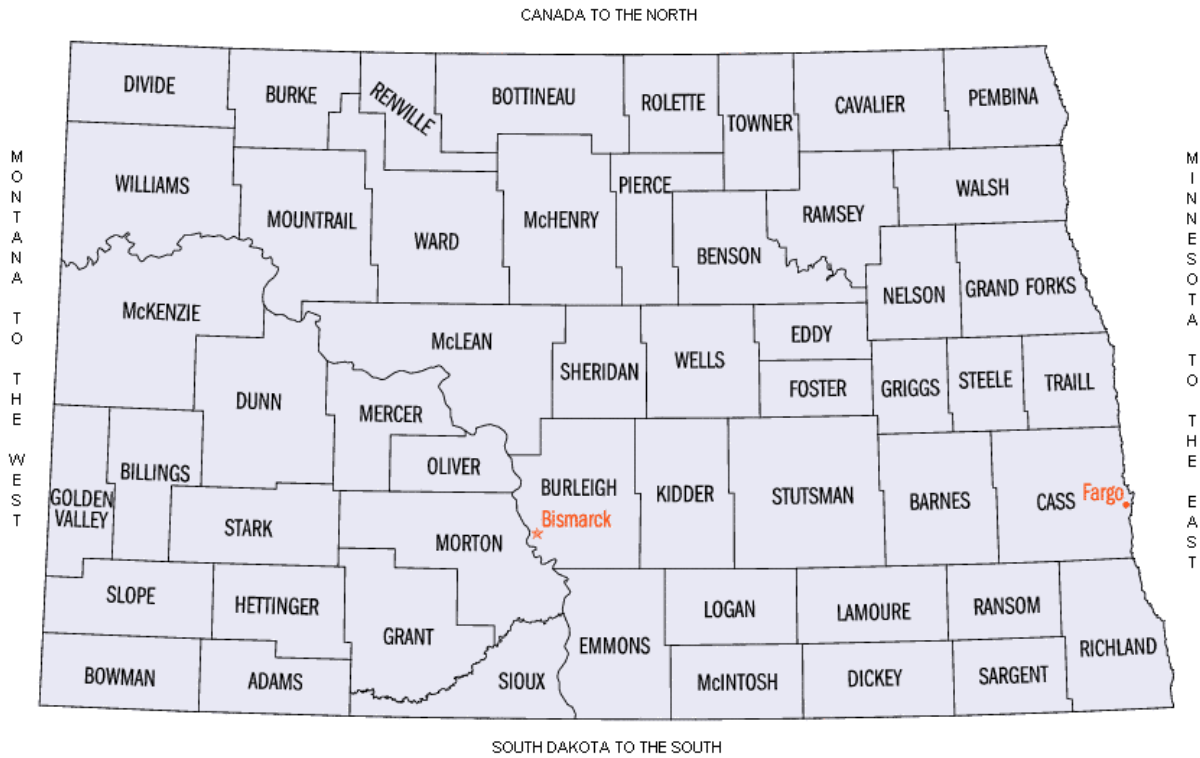 CANADA TO THE NORTH
DIVIDE
BURKE
RENVILLE
BOTTINEAU
ROLETTE
TOWNER
CAVALIER
PEMBINA
MONTANA TO THE WEST
WILLIAMS
MOUNTRAIL
WARD
McHENRY
PIERCE
BENSON
RAMSEY
WALSH
MINNESOTA TO THE EAST
McKENZIE
McLEAN
SHERIDAN
WELLS
EDDY
FOSTER
NELSON
GRAND FORKS
DUNN
MERCER
OLIVER
GRIGGS
STEELE
TRAILL
GOLDEN
VALLEY
BILLINGS
STARK
MORTON
BURLEIGH
Bismarck
KIDDER
STUTSMAN
BARNES
CASS
Fargo
SLOPE
HETTINGER
GRANT
EMMONS
LOGAN
LAMOURE
RANSOM
RICHLAND
BOWMAN
ADAMS
SIOUX
McINTOSH
DICKEY
SARGENT
SOUTH DAKOTA TO THE SOUTH